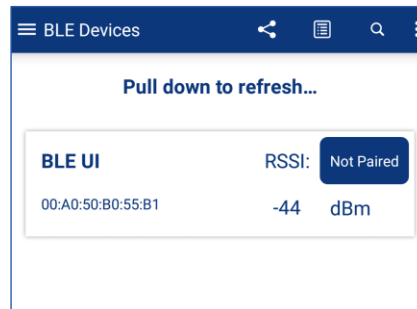 BLE Devices
Pull down to refresh...
BLE UI RSSI: Not Paired
00:A0:50:B0:55:B1 -44 dBm